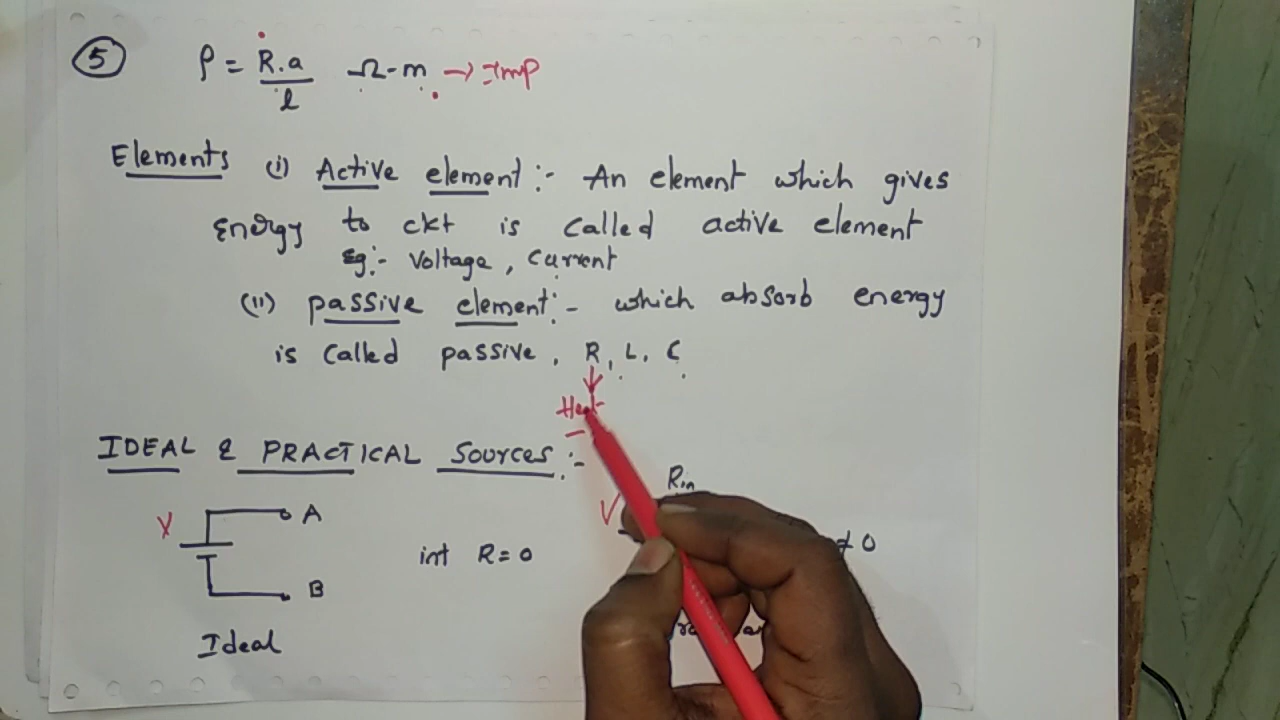 5
ρ = R.a / l Ω-m → Imp
Elements (i) Active element :- An element which gives
energy to ckt is called active element
Eg:- Voltage, Current
(ii) passive element :- which absorb energy
is called passive, R, L, C
IDEAL & PRACTICAL SOURCES :-
A
Rin
int R = 0
≠ 0
B
Ideal